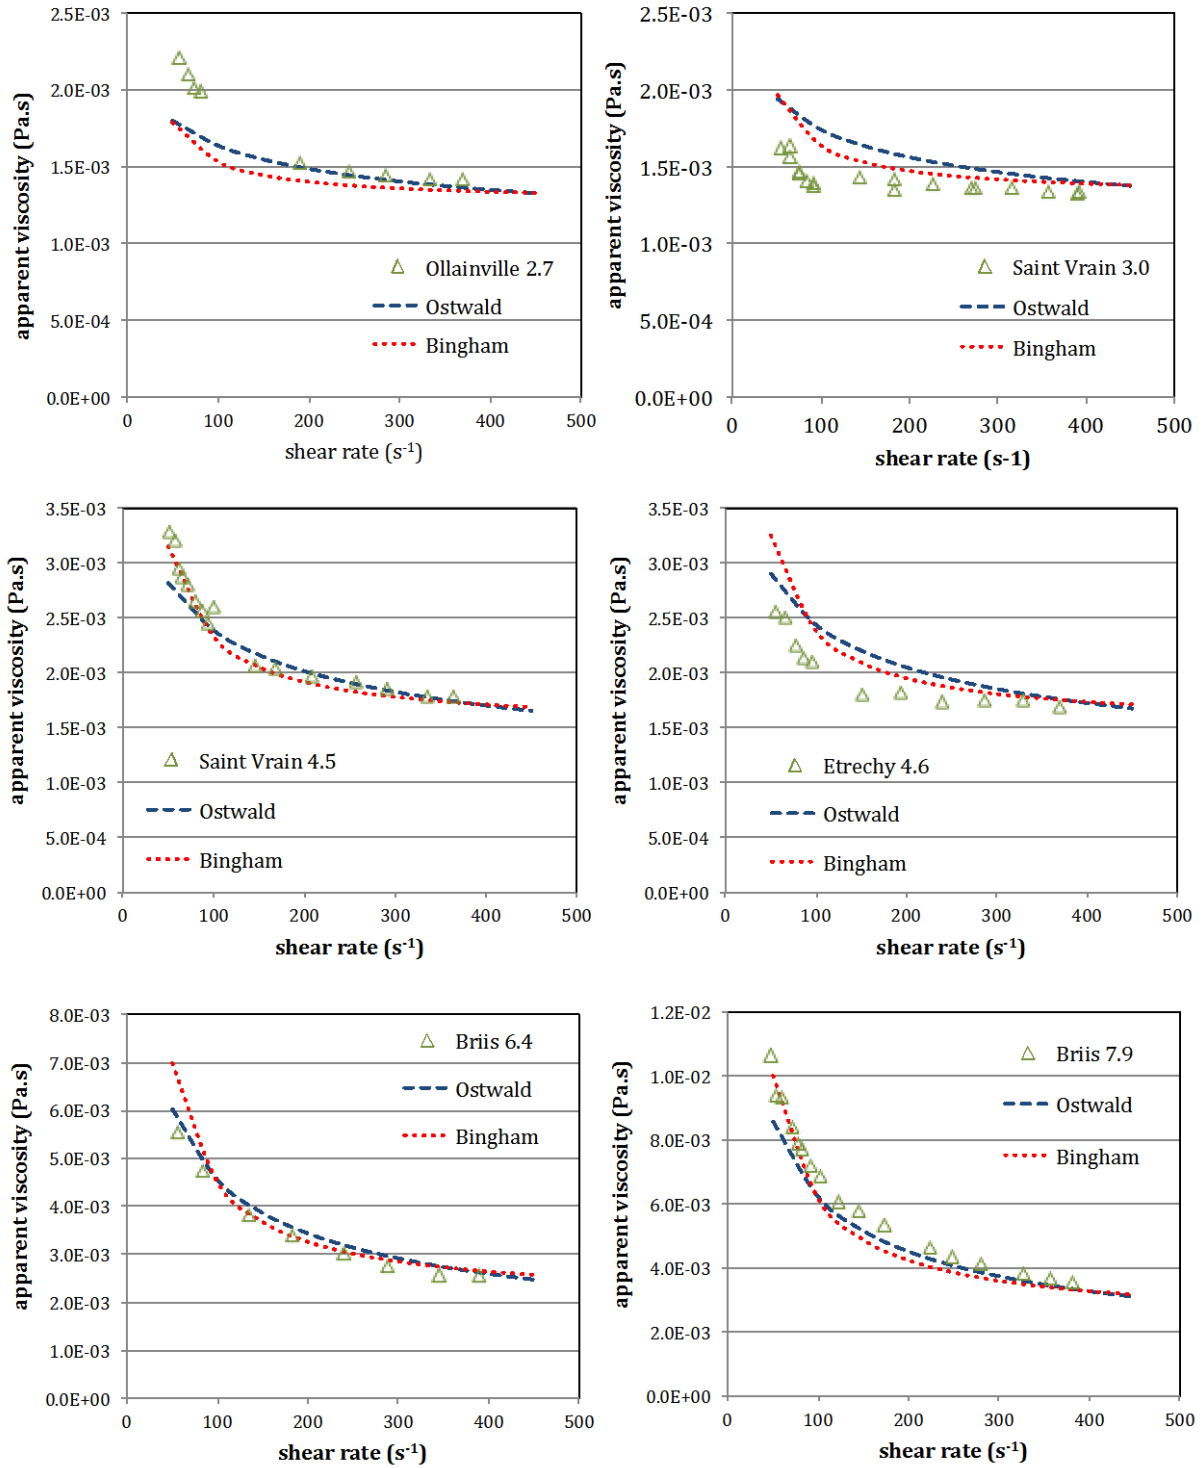 2.5E-03
2.0E-03
1.5E-03
1.0E-03
5.0E-04
0.0E+00
apparent viscosity (Pa.s)
Ollainville 2.7
Ostwald
Bingham
0 100 200 300 400 500
shear rate (s-1)
2.5E-03
2.0E-03
1.5E-03
1.0E-03
5.0E-04
0.0E+00
apparent viscosity (Pa.s)
Saint Vrain 3.0
Ostwald
Bingham
0 100 200 300 400 500
shear rate (s-1)
3.5E-03
3.0E-03
2.5E-03
2.0E-03
1.5E-03
1.0E-03
5.0E-04
0.0E+00
apparent viscosity (Pa.s)
Saint Vrain 4.5
Ostwald
Bingham
0 100 200 300 400 500
shear rate (s-1)
3.5E-03
3.0E-03
2.5E-03
2.0E-03
1.5E-03
1.0E-03
5.0E-04
0.0E+00
apparent viscosity (Pa.s)
Etrechy 4.6
Ostwald
Bingham
0 100 200 300 400 500
shear rate (s-1)
8.0E-03
7.0E-03
6.0E-03
5.0E-03
4.0E-03
3.0E-03
2.0E-03
1.0E-03
0.0E+00
apparent viscosity (Pa.s)
Briis 6.4
Ostwald
Bingham
0 100 200 300 400 500
shear rate (s-1)
1.2E-02
1.0E-02
8.0E-03
6.0E-03
4.0E-03
2.0E-03
0.0E+00
apparent viscosity (Pa.s)
Briis 7.9
Ostwald
Bingham
0 100 200 300 400 500
shear rate (s-1)